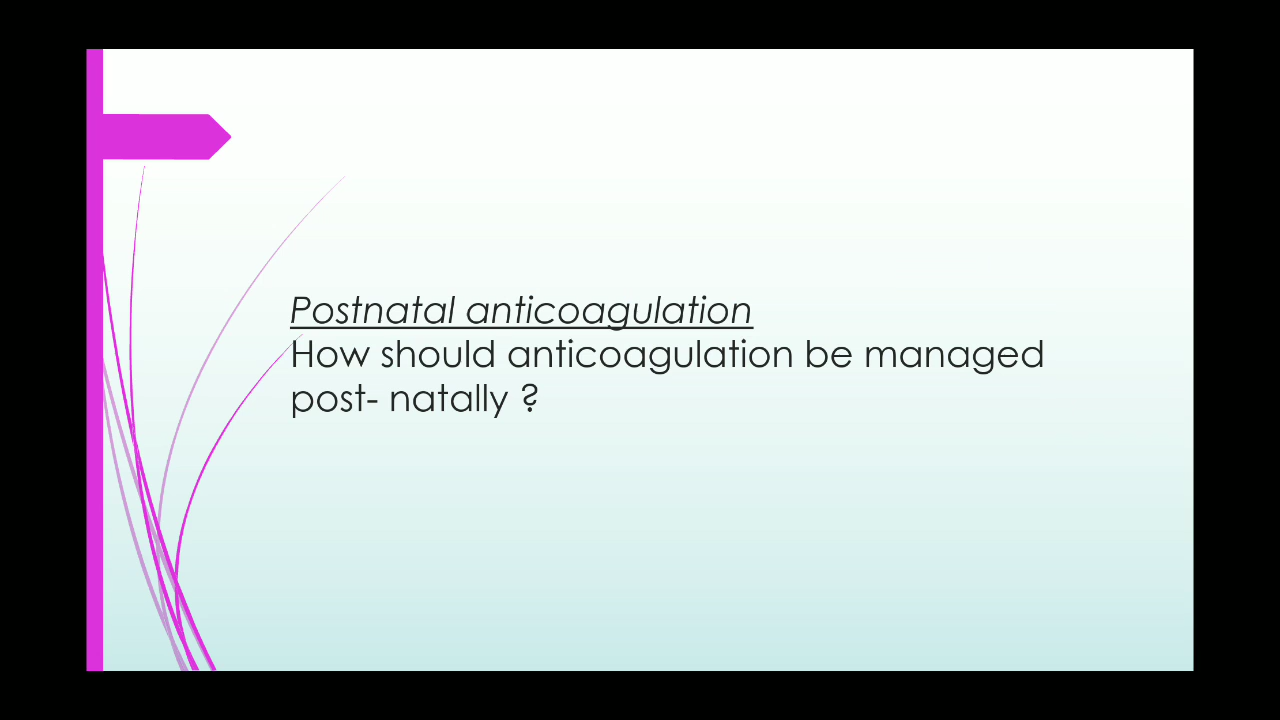 Postnatal anticoagulation
How should anticoagulation be managed
post- natally ?